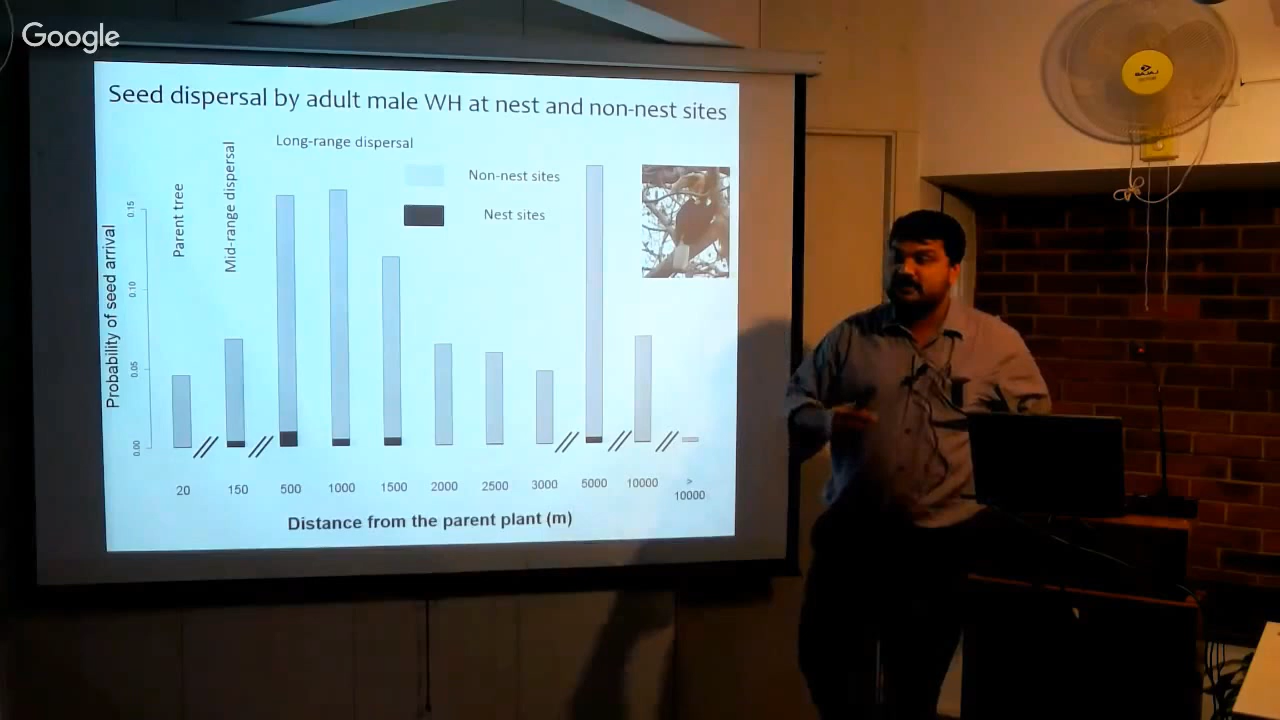 Google
Seed dispersal by adult male WH at nest and non-nest sites
Long-range dispersal
Parent tree
Mid-range dispersal
Non-nest sites
Nest sites
Probability of seed arrival
0.15
0.10
0.05
0.00
20 150 500 1000 1500 2000 2500 3000 5000 10000 >
10000
Distance from the parent plant (m)
BAJAJ